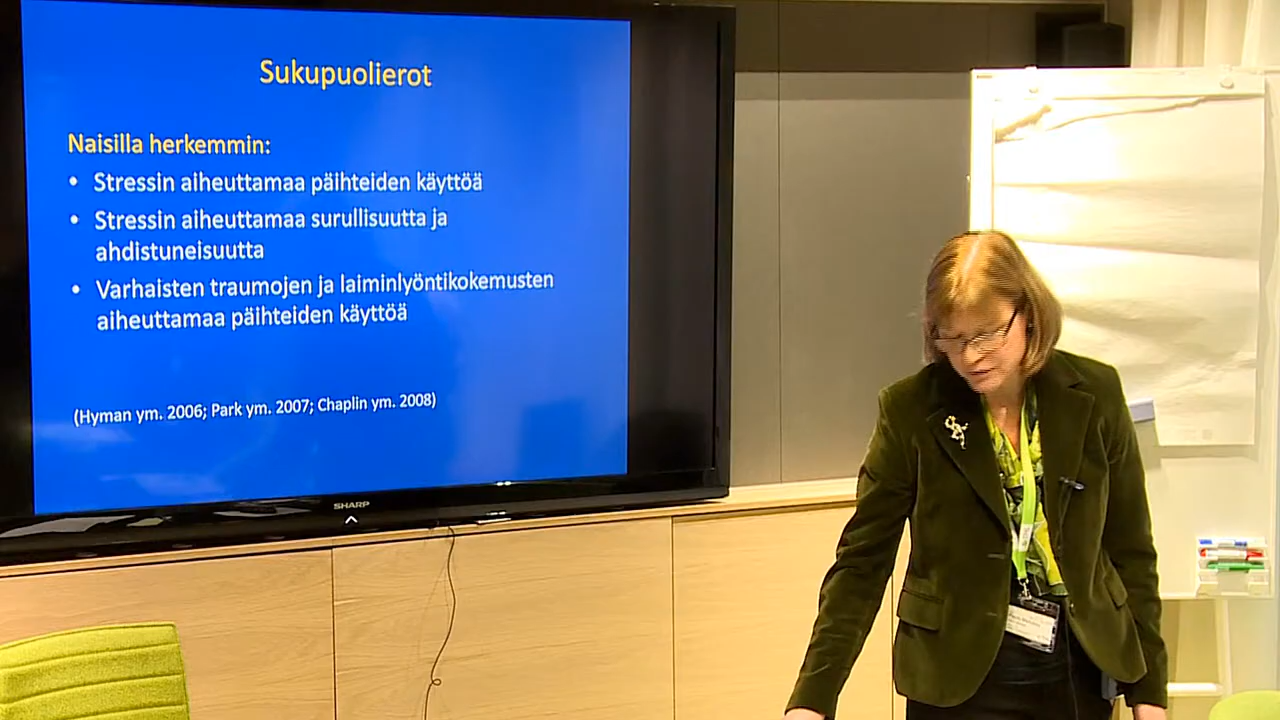 Sukupuolierot
Naisilla herkemmin:
• Stressin aiheuttamaa päihteiden käyttöä
• Stressin aiheuttamaa surullisuutta ja
ahdistuneisuutta
• Varhaisten traumojen ja laiminlyöntikokemusten
aiheuttamaa päihteiden käyttöä
(Hyman ym. 2006; Park ym. 2007; Chaplin ym. 2008)
SHARP